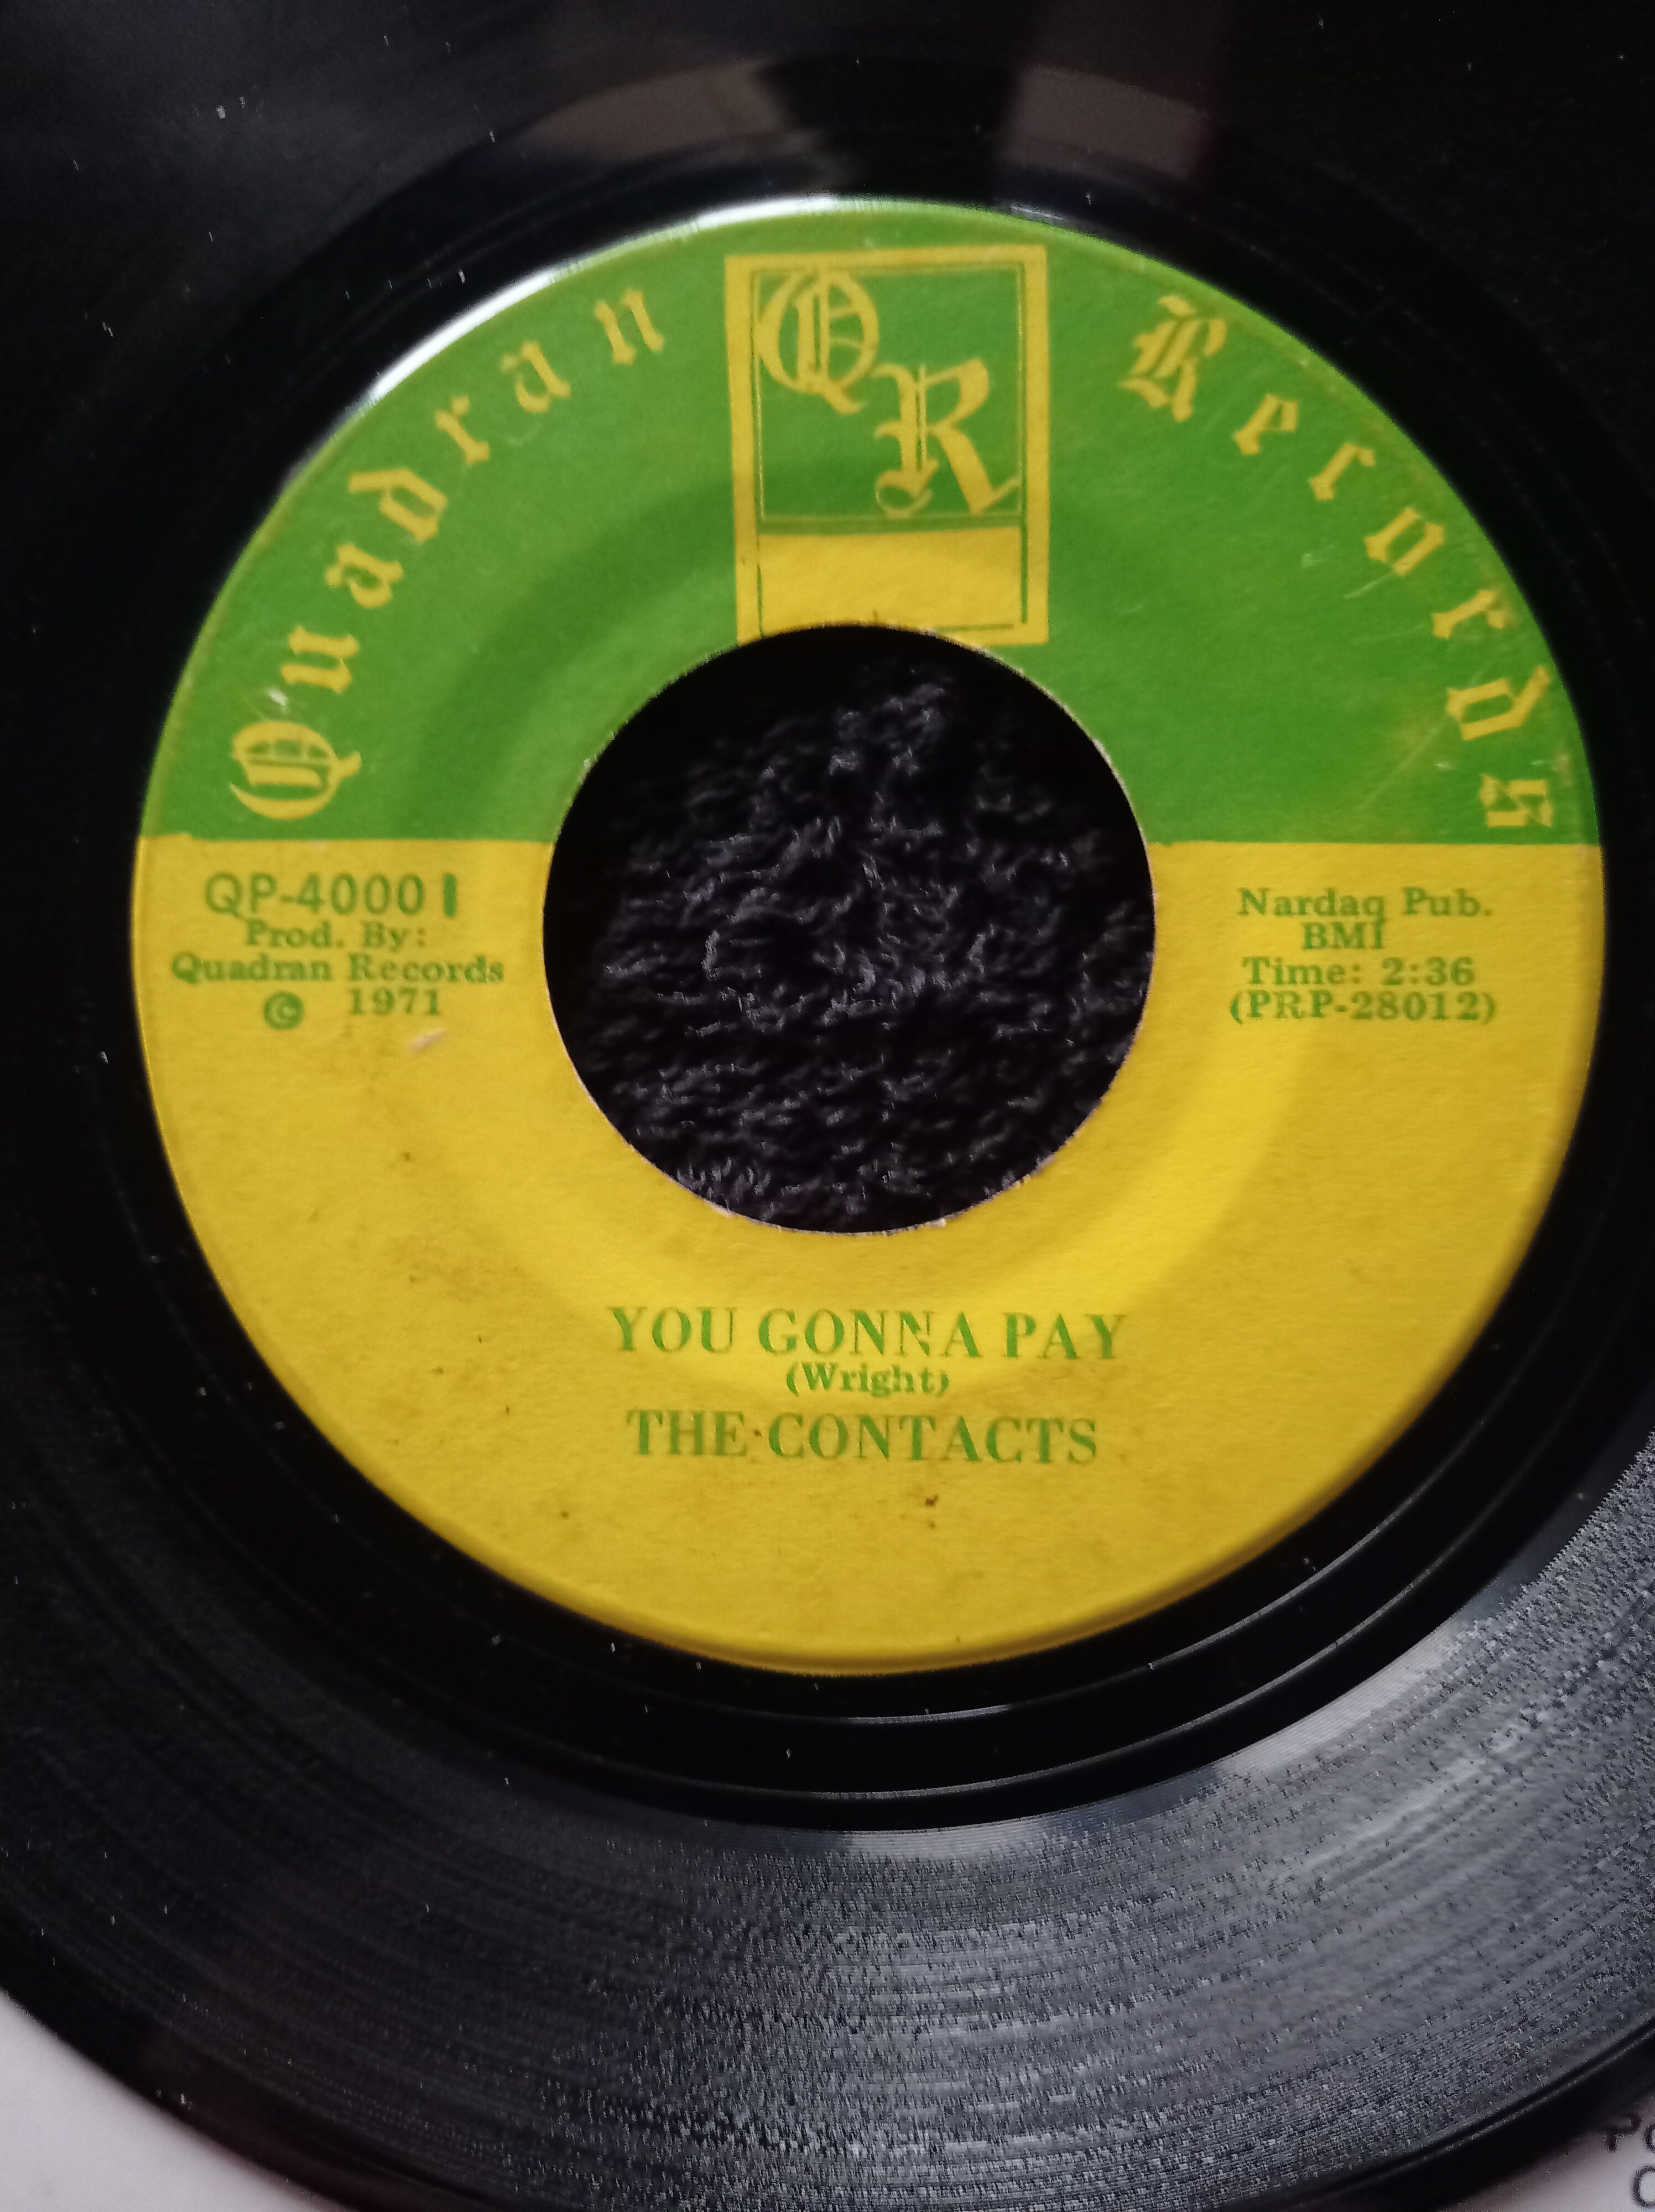 Quadran Records
QR
QP-40001
Prod. By:
Quadran Records
© 1971
Nardaq Pub.
BMI
Time: 2:36
(PRP-28012)
YOU GONNA PAY
(Wright)
THE CONTACTS